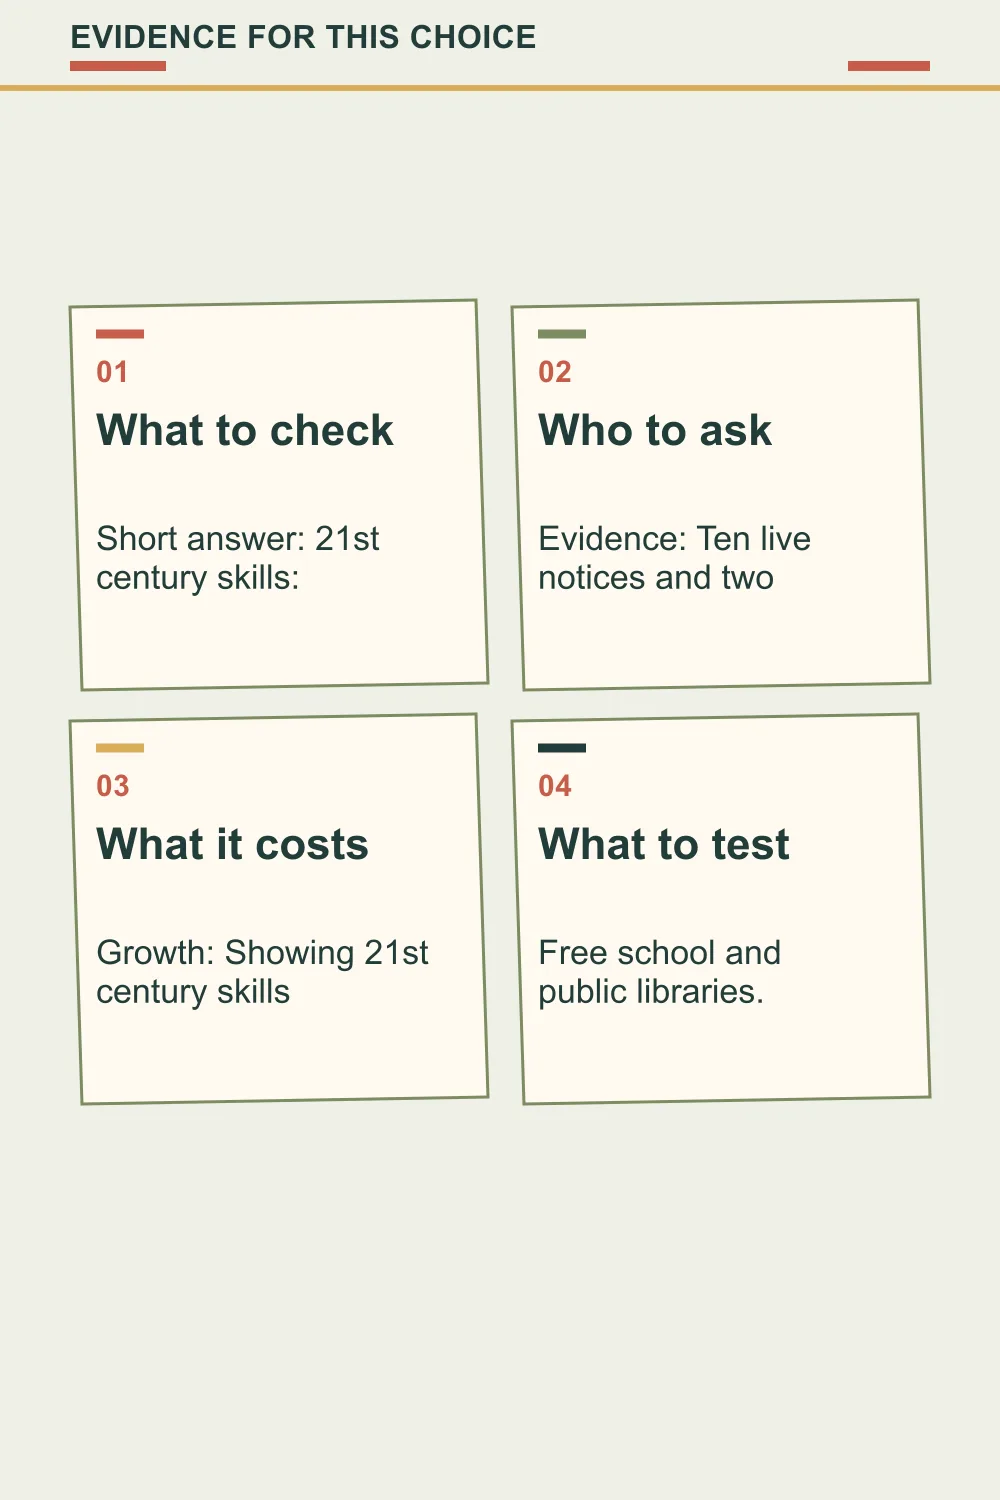 EVIDENCE FOR THIS CHOICE
01
What to check
Short answer: 21st
century skills:
02
Who to ask
Evidence: Ten live
notices and two
03
What it costs
Growth: Showing 21st
century skills
04
What to test
Free school and
public libraries.